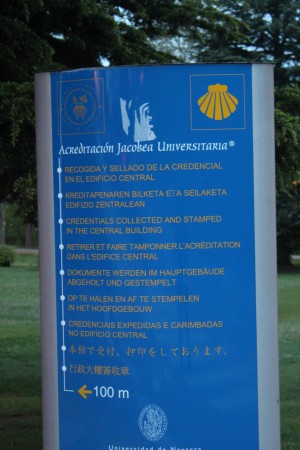 Acreditación Jacobea Universitaria®
RECOGIDA Y SELLADO DE LA CREDENCIAL
EN EL EDIFICIO CENTRAL
KREDITAPENAREN BILKETA ETA SEILAKETA
EDIFIZIO ZENTRALEAN
CREDENTIALS COLLECTED AND STAMPED
IN THE CENTRAL BUILDING
RETIRER ET FAIRE TAMPONNER L'ACRÉDITATION
DANS L'EDIFICE CENTRAL
DOKUMENTE WERDEN IM HAUPTGEBÄUDE
ABGEHOLT UND GESTEMPELT
OP TE HALEN EN AF TE STEMPELEN
IN HET HOOFDGEBOUW
CREDENCIAIS EXPEDIDAS E CARIMBADAS
NO EDIFICIO CENTRAL
本部で受付、押印をしております。
行政大樓簽收章
100 m
Universidad de Navarra